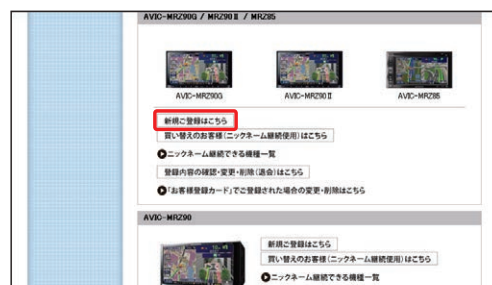 AVIC-MRZ90G / MRZ90Ⅱ / MRZ85
AVIC-MRZ90G
AVIC-MRZ90Ⅱ
AVIC-MRZ85
新規ご登録はこちら
買い替えのお客様(ニックネーム継続使用)はこちら
ニックネーム継続できる機種一覧
登録内容の確認・変更・削除(退会)はこちら
「お客様登録カード」でご登録された場合の変更・削除はこちら
AVIC-MRZ90
新規ご登録はこちら
買い替えのお客様(ニックネーム継続使用)はこちら
ニックネーム継続できる機種一覧